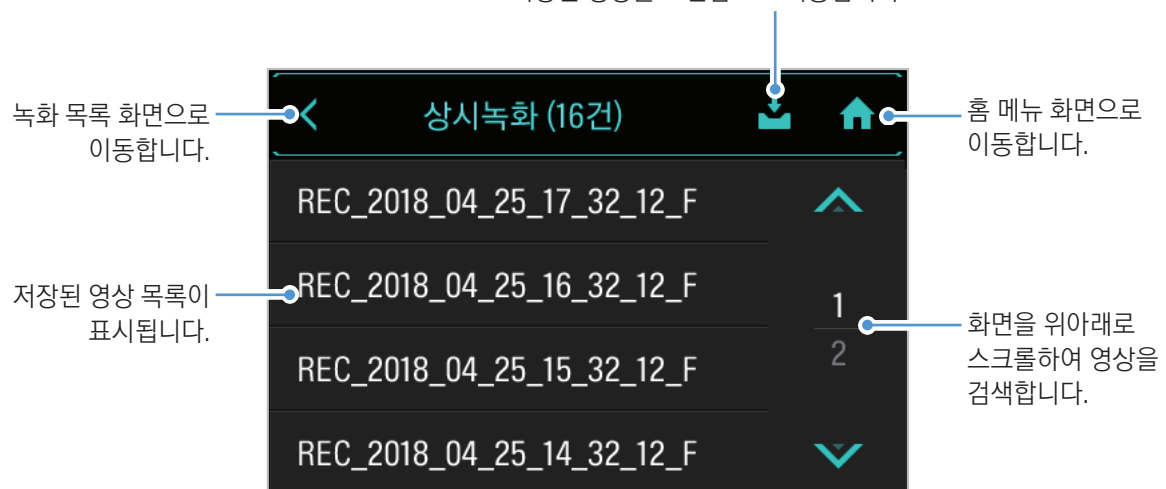 녹화 목록 화면으로
이동합니다.
상시녹화 (16건)
홈 메뉴 화면으로
이동합니다.
REC_2018_04_25_17_32_12_F
저장된 영상 목록이
표시됩니다.
REC_2018_04_25_16_32_12_F
1
2
화면을 위아래로
스크롤하여 영상을
검색합니다.
REC_2018_04_25_15_32_12_F
REC_2018_04_25_14_32_12_F